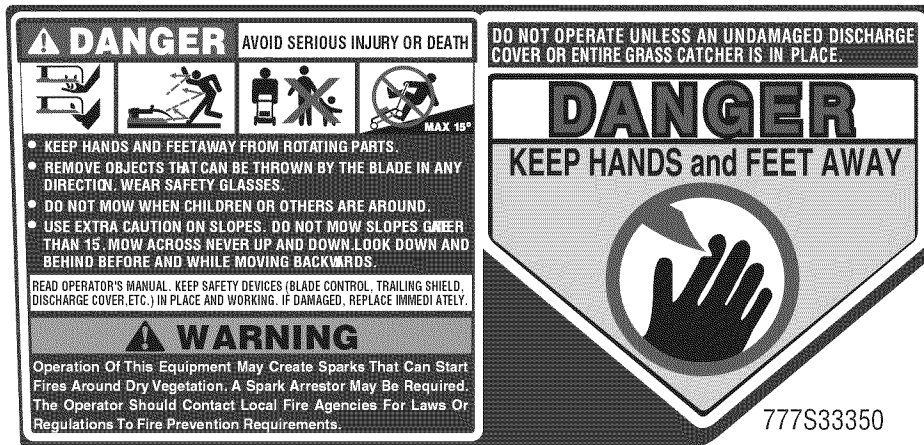 DANGER AVOID SERIOUS INJURY OR DEATH
MAX 15°
• KEEP HANDS AND FEETAWAY FROM ROTATING PARTS.
• REMOVE OBJECTS THAT CAN BE THROWN BY THE BLADE IN ANY
DIRECTION. WEAR SAFETY GLASSES.
• DO NOT MOW WHEN CHILDREN OR OTHERS ARE AROUND.
• USE EXTRA CAUTION ON SLOPES. DO NOT MOW SLOPES
THAN 15. MOW ACROSS NEVER UP AND DOWN.LOOK DOWN AND
BEHIND BEFORE AND WHILE MOVING BACKWARDS.
READ OPERATOR'S MANUAL. KEEP SAFETY DEVICES (BLADE CONTROL, TRAILING SHIELD,
DISCHARGE COVER,ETC.) IN PLACE AND WORKING. IF DAMAGED, REPLACE IMMEDI ATELY.
WARNING
Operation Of This Equipment May Create Sparks That Can Start
Fires Around Dry Vegetation. A Spark Arrestor May Be Required.
The Operator Should Contact Local Fire Agencies For Laws Or
Regulations To Fire Prevention Requirements.
DO NOT OPERATE UNLESS AN UNDAMAGED DISCHARGE
COVER OR ENTIRE GRASS CATCHER IS IN PLACE.
DANGER
KEEP HANDS and FEET AWAY
777S33350